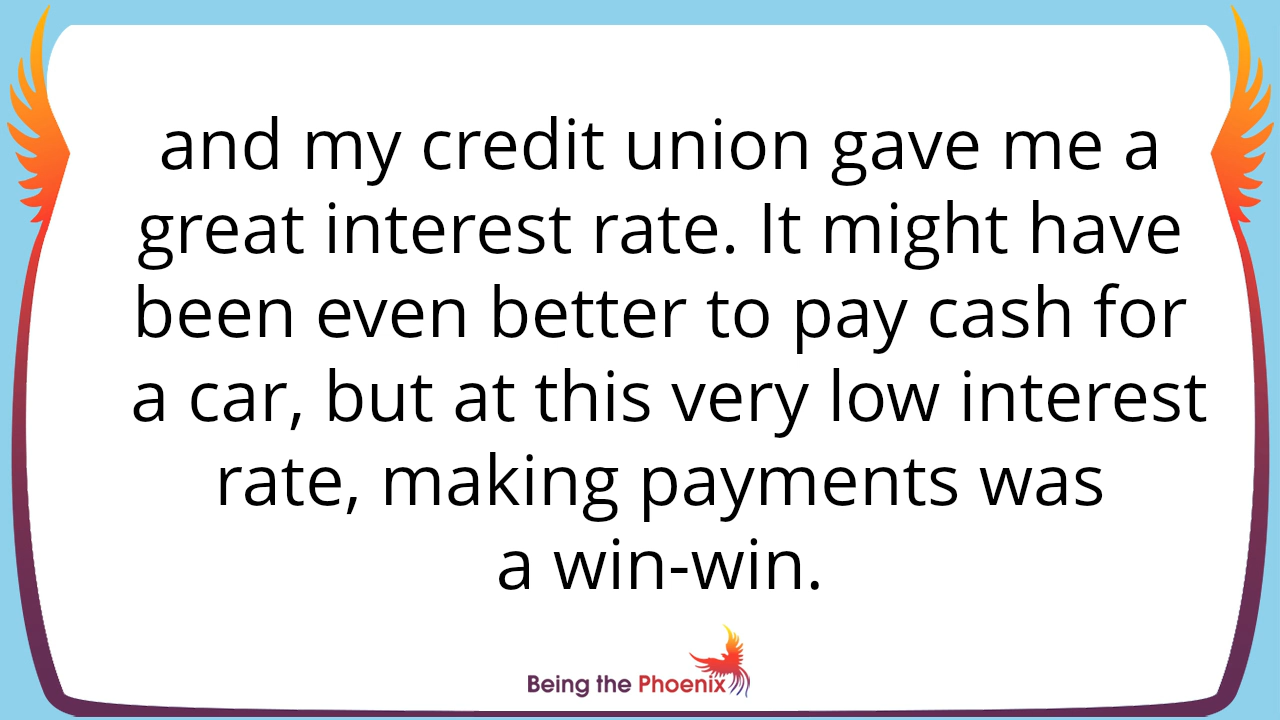 and my credit union gave me a
great interest rate. It might have
been even better to pay cash for
a car, but at this very low interest
rate, making payments was
a win-win.
Being the Phoenix